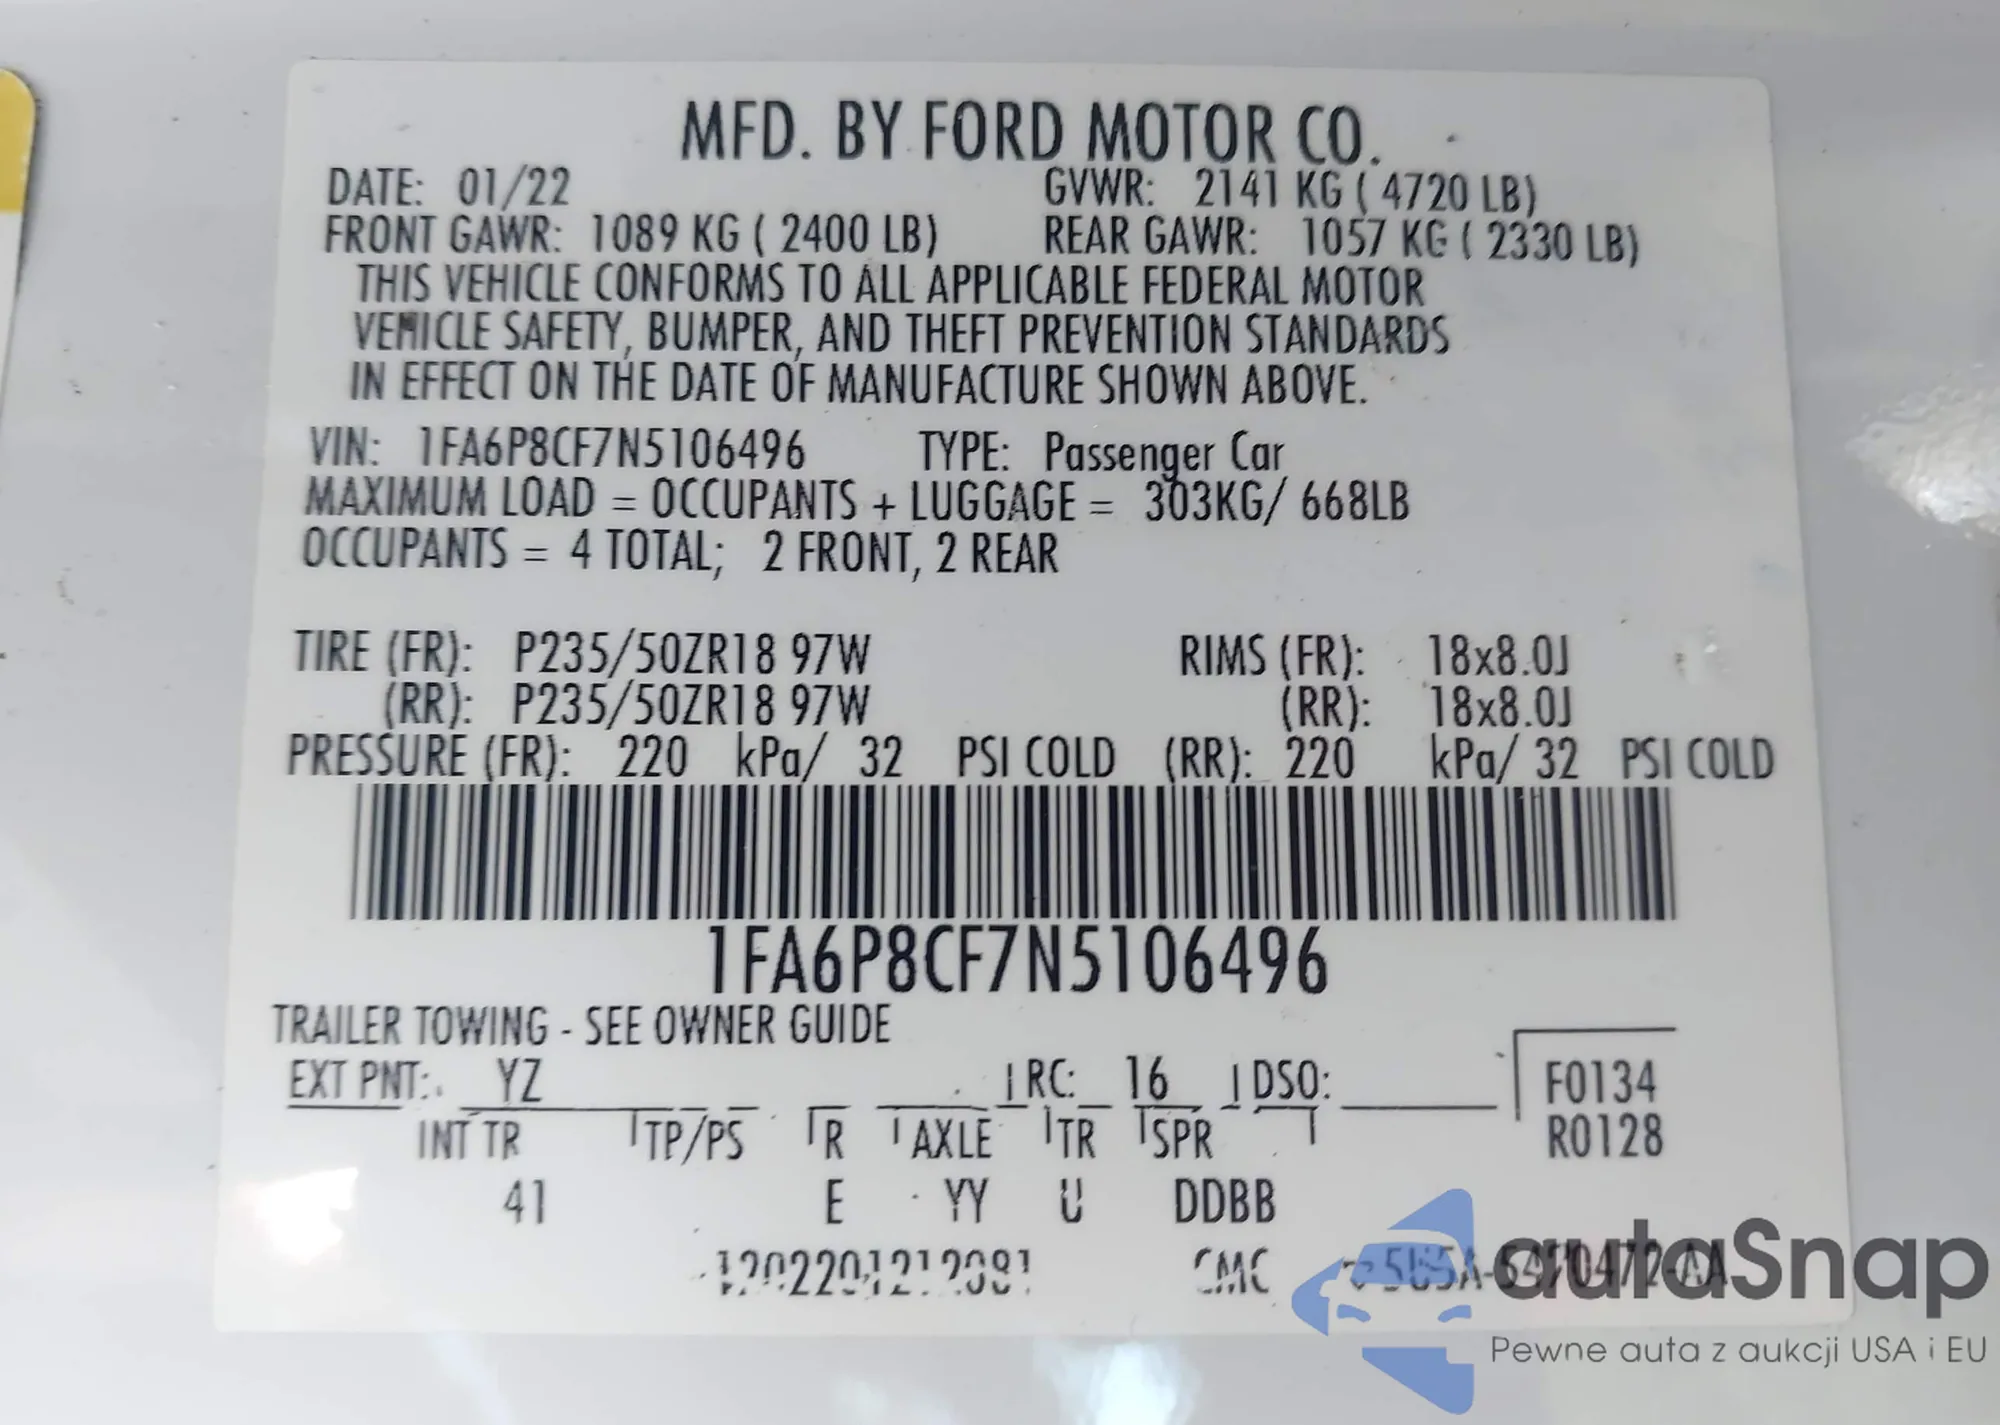 MFD. BY FORD MOTOR CO.
DATE: 01/22 GVWR: 2141 KG ( 4720 LB)
FRONT GAWR: 1089 KG ( 2400 LB) REAR GAWR: 1057 KG ( 2330 LB)
THIS VEHICLE CONFORMS TO ALL APPLICABLE FEDERAL MOTOR
VEHICLE SAFETY, BUMPER, AND THEFT PREVENTION STANDARDS
IN EFFECT ON THE DATE OF MANUFACTURE SHOWN ABOVE.
VIN: 1FA6P8CF7N5106496 TYPE: Passenger Car
MAXIMUM LOAD = OCCUPANTS + LUGGAGE = 303KG/ 668LB
OCCUPANTS = 4 TOTAL; 2 FRONT, 2 REAR
TIRE (FR): P235/50ZR18 97W RIMS (FR): 18x8.0J
(RR): P235/50ZR18 97W (RR): 18x8.0J
PRESSURE (FR): 220 kPa/ 32 PSI COLD (RR): 220 kPa/ 32 PSI COLD
1FA6P8CF7N5106496
TRAILER TOWING - SEE OWNER GUIDE
EXT PNT: YZ RC: 16 DSO: F0134
R0128
INT TR TP/PS R AXLE TR SPR
41 E YY U DDBB
CMC
autaSnap
Pewne auta z aukcji USA i EU